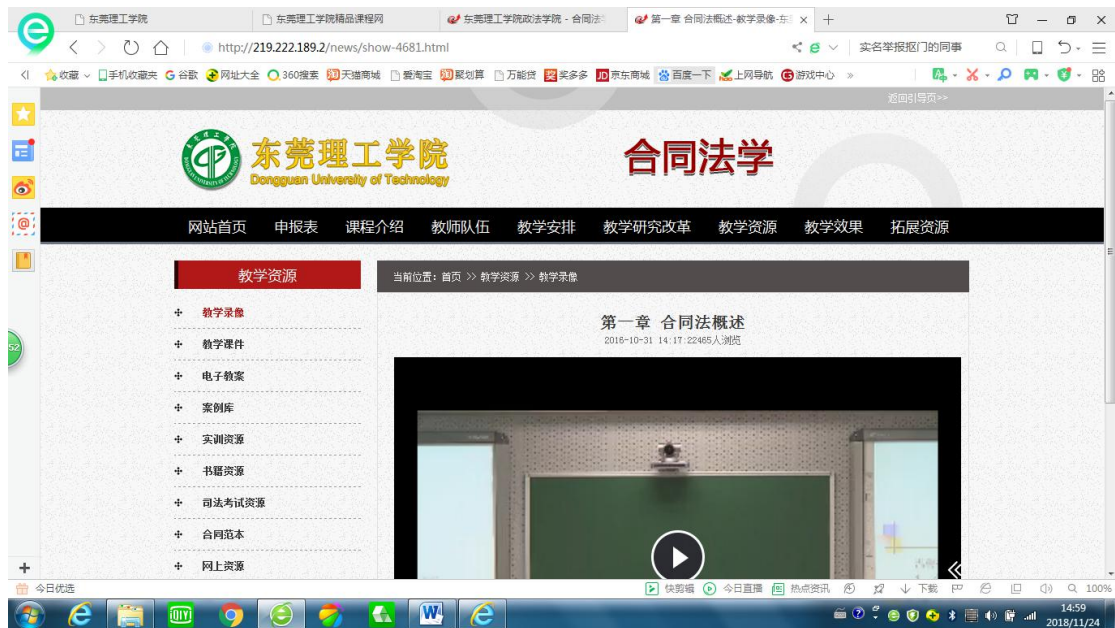 东莞理工学院
东莞理工学院精品课程网
东莞理工学院政法学院 - 合同法
第一章 合同法概述-教学录像-东
http://219.222.189.2/news/show-4681.html
实名举报抠门的同事
收藏
手机收藏夹
谷歌
网址大全
360搜索
天猫商城
爱淘宝
聚划算
万能贷
奖多多
京东商城
百度一下
上网导航
游戏中心
返回引导页>>
东莞理工学院
Dongguan University of Technology
合同法学
网站首页 申报表 课程介绍 教师队伍 教学安排 教学研究改革 教学资源 教学效果 拓展资源
教学资源
当前位置：首页 >> 教学资源 >> 教学录像
教学录像
教学课件
电子教案
案例库
实训资源
书籍资源
司法考试资源
合同范本
网上资源
第一章 合同法概述
2016-10-31 14:17:22465人浏览
52
今日优选
快剪辑
今日直播
热点资讯
下载
100%
14:59
2018/11/24